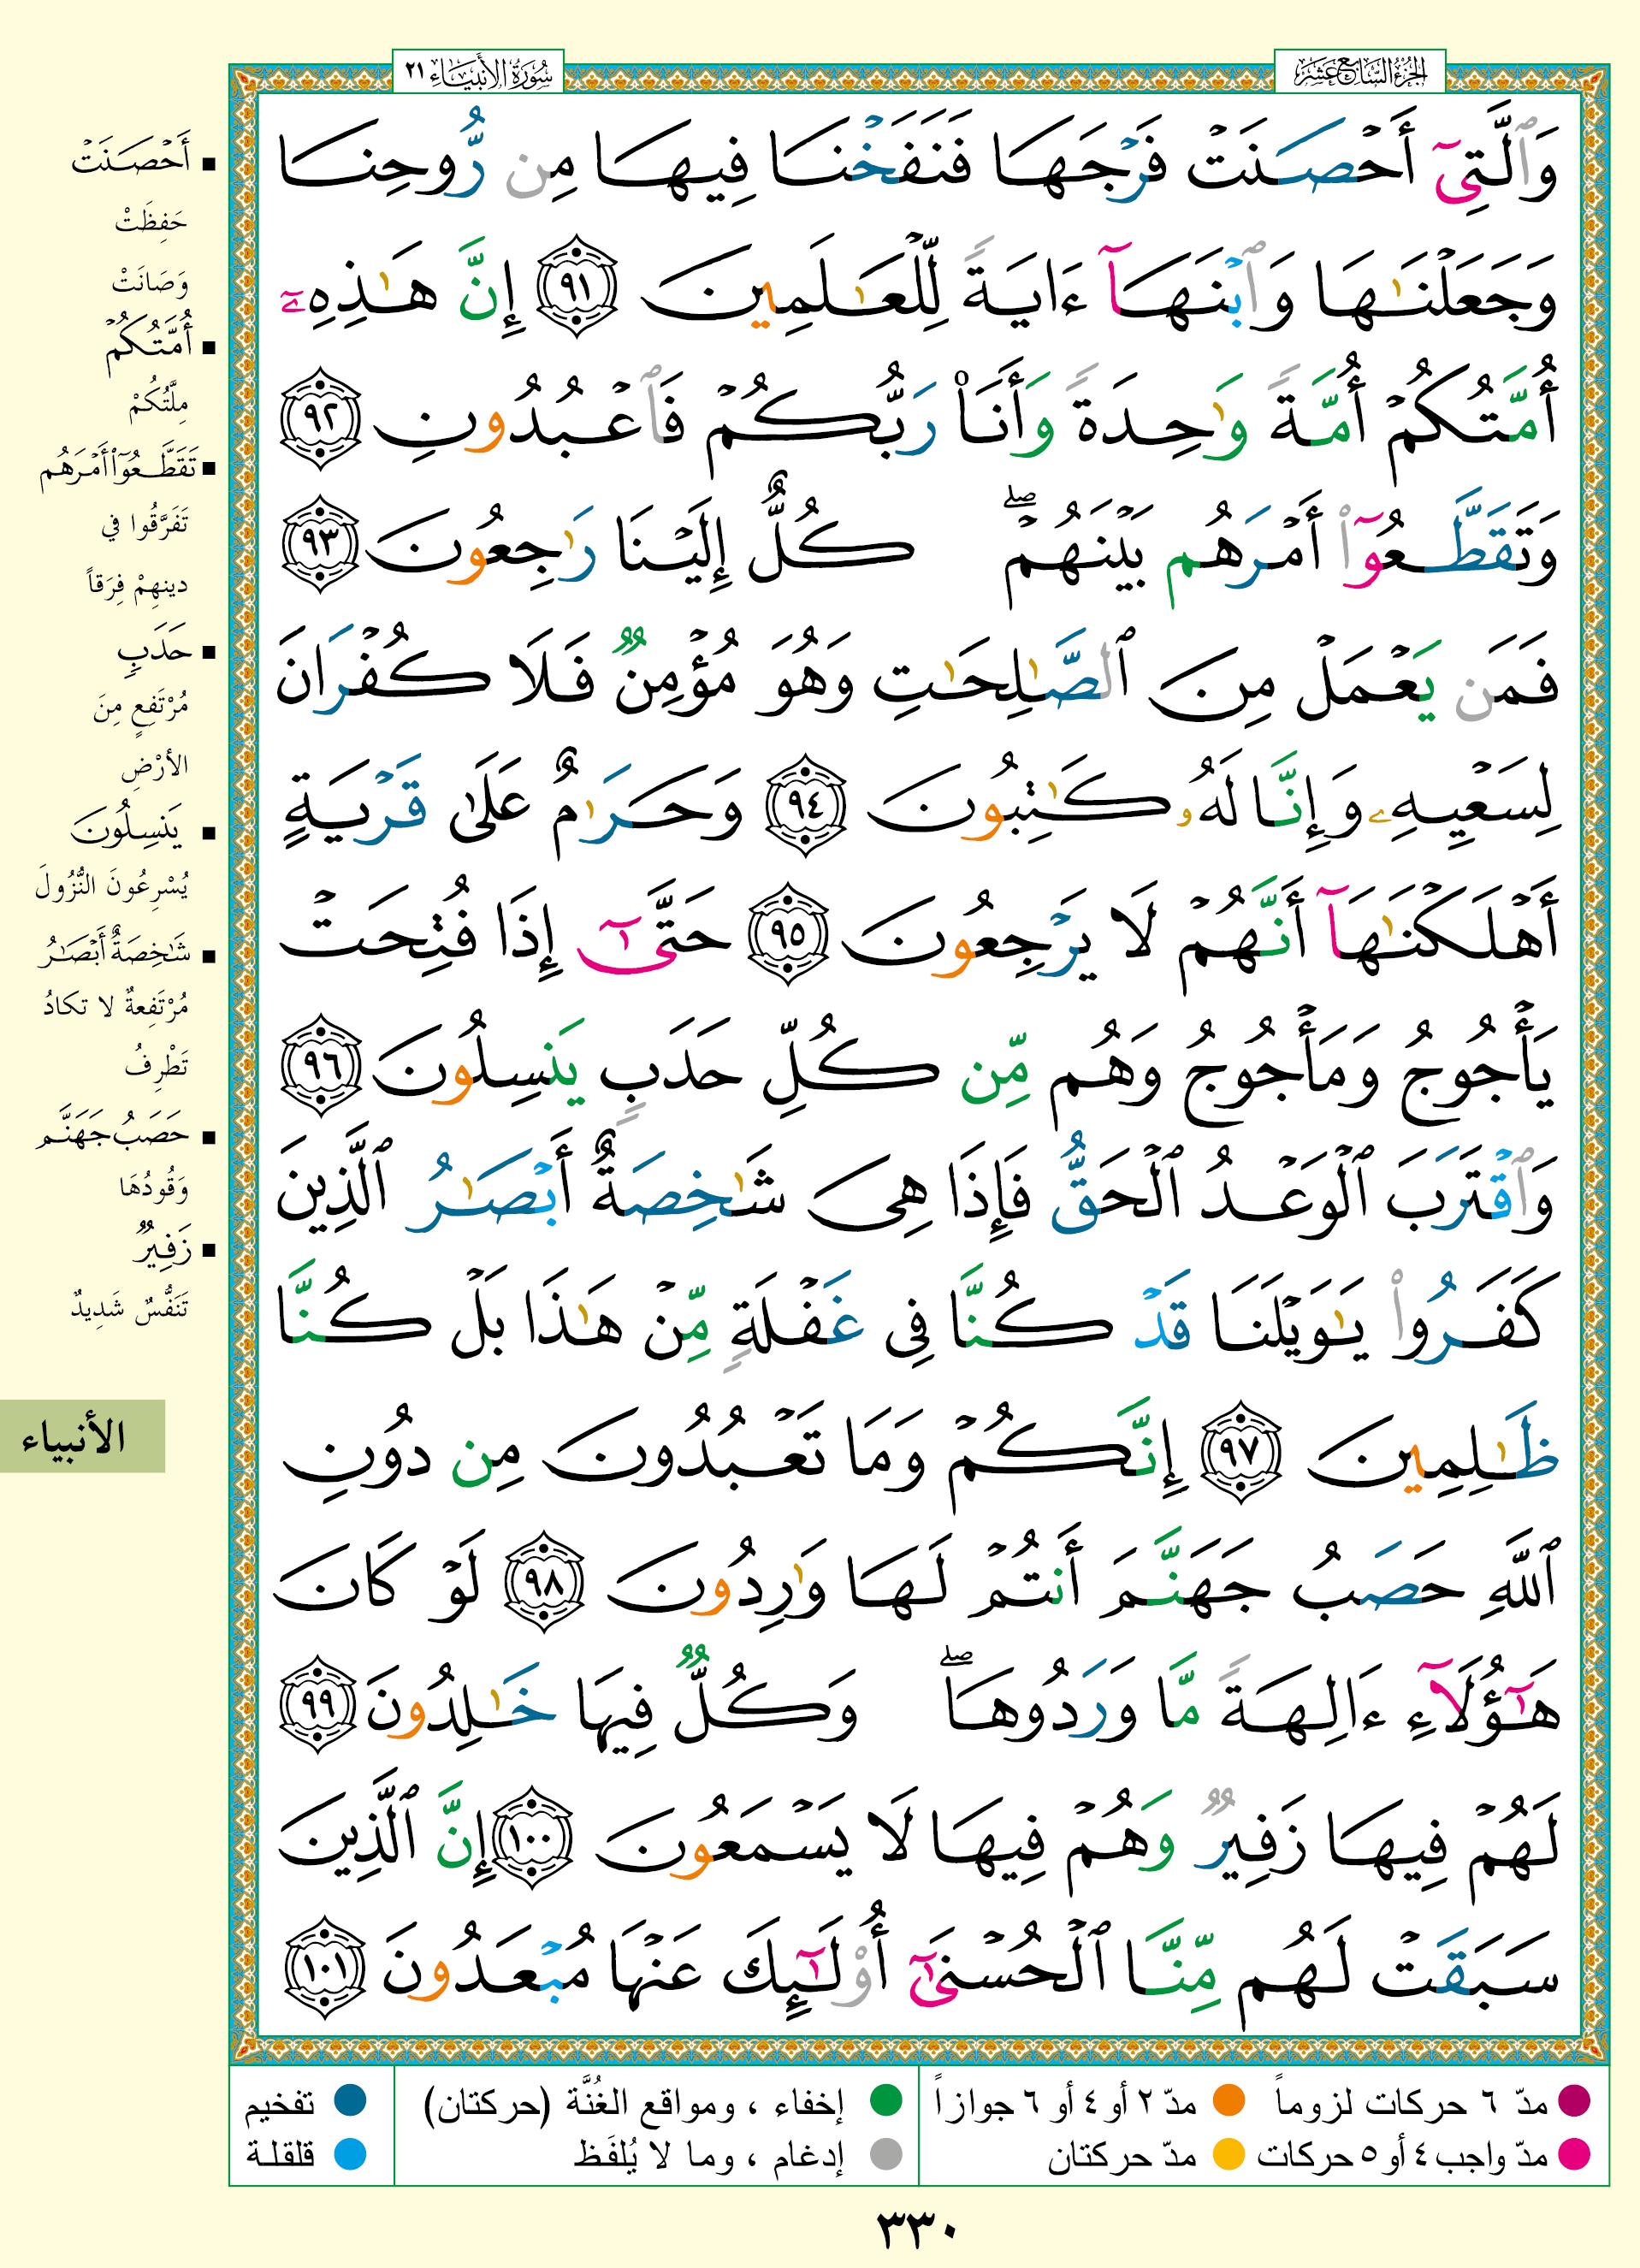 الجزء السابع عشر
سورة الأنبياء ٢١
وَٱلَّتِىٓ أَحۡصَنَتۡ فَرۡجَهَا فَنَفَخۡنَا فِيهَا مِن رُّوحِنَا
وَجَعَلۡنَٰهَا وَٱبۡنَهَآ ءَايَةٗ لِّلۡعَٰلَمِينَ ٩١ إِنَّ هَٰذِهِۦٓ
أُمَّتُكُمۡ أُمَّةٗ وَٰحِدَةٗ وَأَنَا۠ رَبُّكُمۡ فَٱعۡبُدُونِ ٩٢
وَتَقَطَّعُوٓاْ أَمۡرَهُم بَيۡنَهُمۡۖ كُلٌّ إِلَيۡنَا رَٰجِعُونَ ٩٣
فَمَن يَعۡمَلۡ مِنَ ٱلصَّٰلِحَٰتِ وَهُوَ مُؤۡمِنٞ فَلَا كُفۡرَانَ
لِسَعۡيِهِۦ وَإِنَّا لَهُۥ كَٰتِبُونَ ٩٤ وَحَرَٰمٌ عَلَىٰ قَرۡيَةٍ
أَهۡلَكۡنَٰهَآ أَنَّهُمۡ لَا يَرۡجِعُونَ ٩٥ حَتَّىٰٓ إِذَا فُتِحَتۡ
يَأۡجُوجُ وَمَأۡجُوجُ وَهُم مِّن كُلِّ حَدَبٖ يَنسِلُونَ ٩٦
وَٱقۡتَرَبَ ٱلۡوَعۡدُ ٱلۡحَقُّ فَإِذَا هِىَ شَٰخِصَةٌ أَبۡصَٰرُ ٱلَّذِينَ
كَفَرُواْ يَٰوَيۡلَنَا قَدۡ كُنَّا فِى غَفۡلَةٖ مِّنۡ هَٰذَا بَلۡ كُنَّا
ظَٰلِمِينَ ٩٧ إِنَّكُمۡ وَمَا تَعۡبُدُونَ مِن دُونِ
ٱللَّهِ حَصَبُ جَهَنَّمَ أَنتُمۡ لَهَا وَٰرِدُونَ ٩٨ لَوۡ كَانَ
هَٰٓؤُلَآءِ ءَالِهَةٗ مَّا وَرَدُوهَاۖ وَكُلّٞ فِيهَا خَٰلِدُونَ ٩٩
لَهُمۡ فِيهَا زَفِيرٞ وَهُمۡ فِيهَا لَا يَسۡمَعُونَ ١٠٠ إِنَّ ٱلَّذِينَ
سَبَقَتۡ لَهُم مِّنَّا ٱلۡحُسۡنَىٰٓ أُوْلَٰٓئِكَ عَنۡهَا مُبۡعَدُونَ ١٠١
أَحۡصَنَتۡ
حَفِظَتْ
وَصَانَتْ
أُمَّتُكُمۡ
مِلَّتُكُمْ
تَقَطَّعُوٓاْ أَمۡرَهُم
تَفَرَّقُوا في
دينِهِمْ فِرَقاً
حَدَبٖ
مُرْتَفِعٍ مِنَ
الأرْضِ
يَنسِلُونَ
يُسْرِعُونَ النُّزُولَ
شَٰخِصَةٌ أَبۡصَٰرُ
مُرْتَفِعةٌ لا تكادُ
تَطْرِفُ
حَصَبُ جَهَنَّمَ
وَقُودُهَا
زَفِيرٞ
تَنَفُّسٌ شَدِيدٌ
الأنبياء
مدّ ٦ حركات لزوماً
مدّ ٢ أو ٤ أو ٦ جوازاً
إخفاء ، ومواقع الغُنَّة (حركتان)
تفخيم
مدّ واجب ٤ أو ٥ حركات
مدّ حركتان
إدغام ، وما لا يُلفَظ
قلقلة
٣٣٠